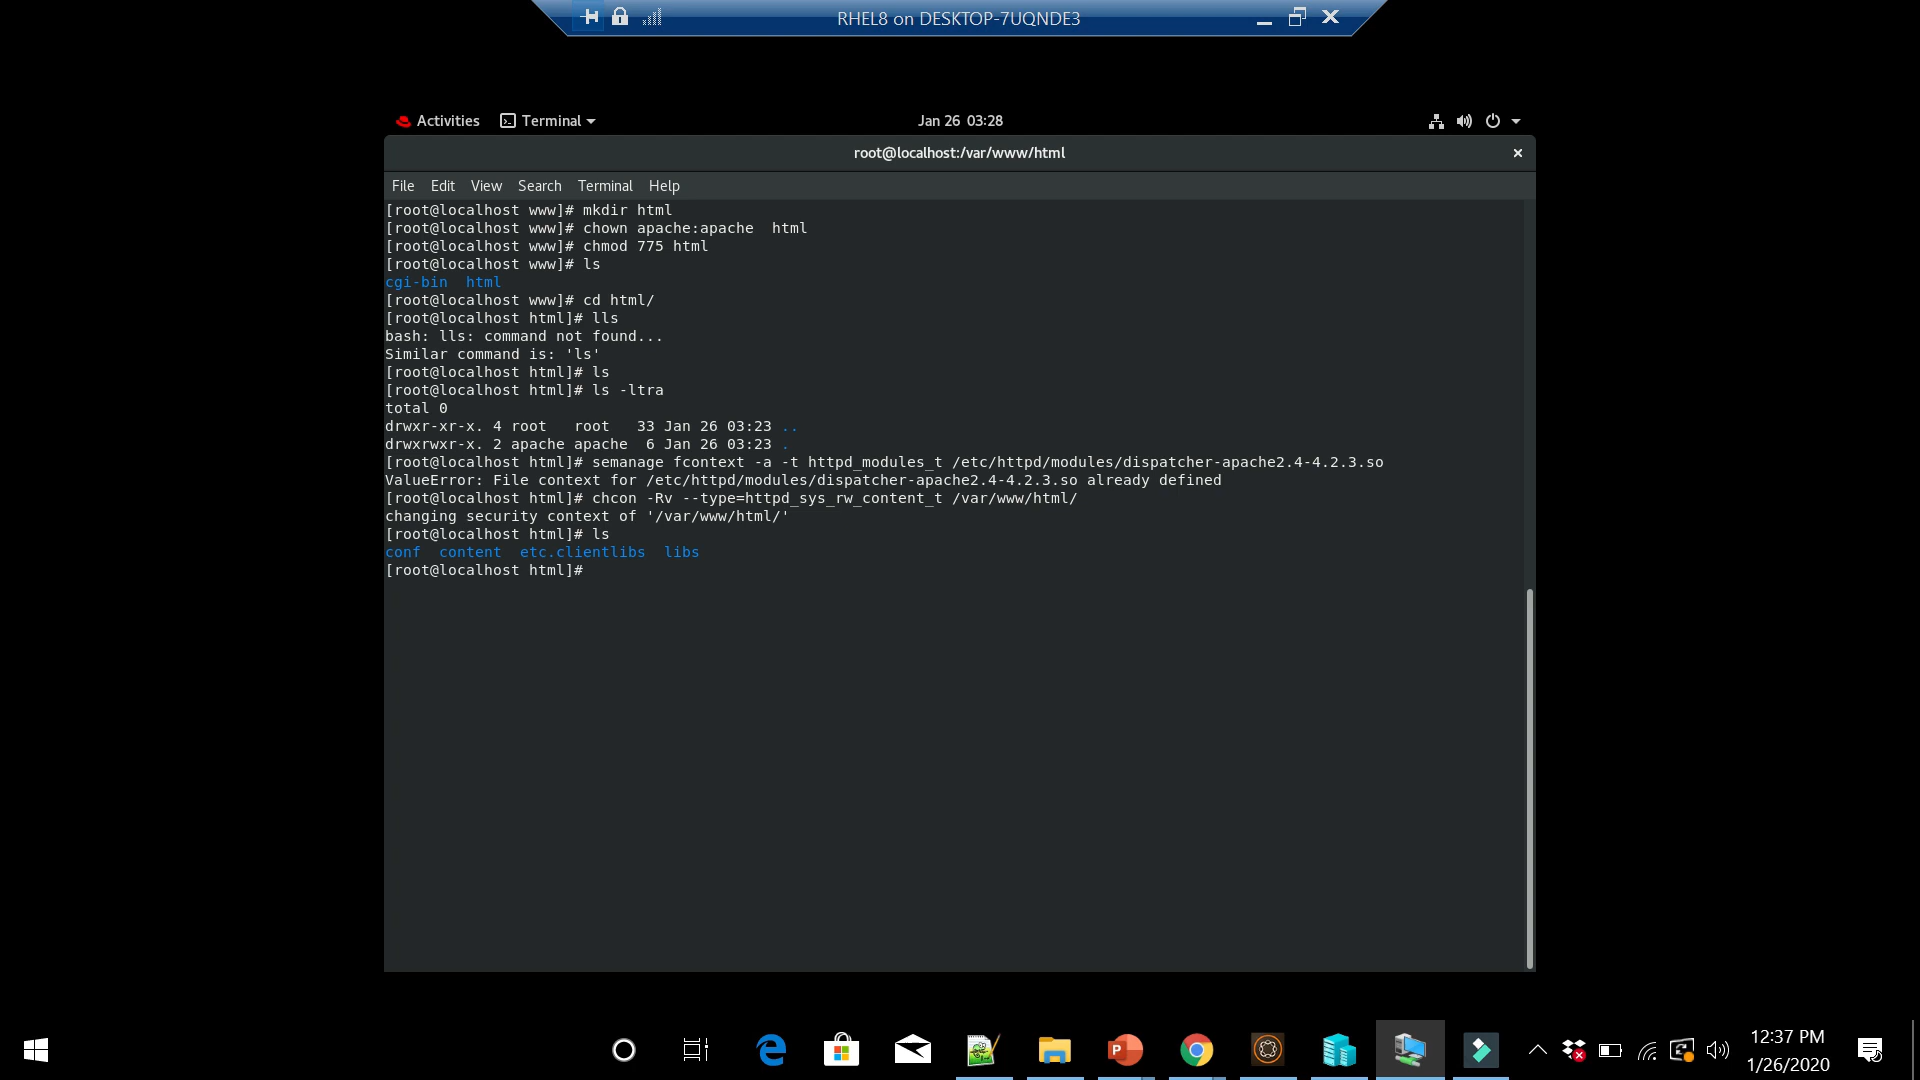 RHEL8 on DESKTOP-7UQNDE3
Activities Terminal Jan 26 03:28
root@localhost:/var/www/html
File Edit View Search Terminal Help
[root@localhost www]# mkdir html
[root@localhost www]# chown apache:apache  html
[root@localhost www]# chmod 775 html
[root@localhost www]# ls
cgi-bin  html
[root@localhost www]# cd html/
[root@localhost html]# lls
bash: lls: command not found...
Similar command is: 'ls'
[root@localhost html]# ls
[root@localhost html]# ls -ltra
total 0
drwxr-xr-x. 4 root   root   33 Jan 26 03:23 ..
drwxrwxr-x. 2 apache apache  6 Jan 26 03:23 .
[root@localhost html]# semanage fcontext -a -t httpd_modules_t /etc/httpd/modules/dispatcher-apache2.4-4.2.3.so
ValueError: File context for /etc/httpd/modules/dispatcher-apache2.4-4.2.3.so already defined
[root@localhost html]# chcon -Rv --type=httpd_sys_rw_content_t /var/www/html/
changing security context of '/var/www/html/'
[root@localhost html]# ls
conf  content  etc.clientlibs  libs
[root@localhost html]#
12:37 PM
1/26/2020